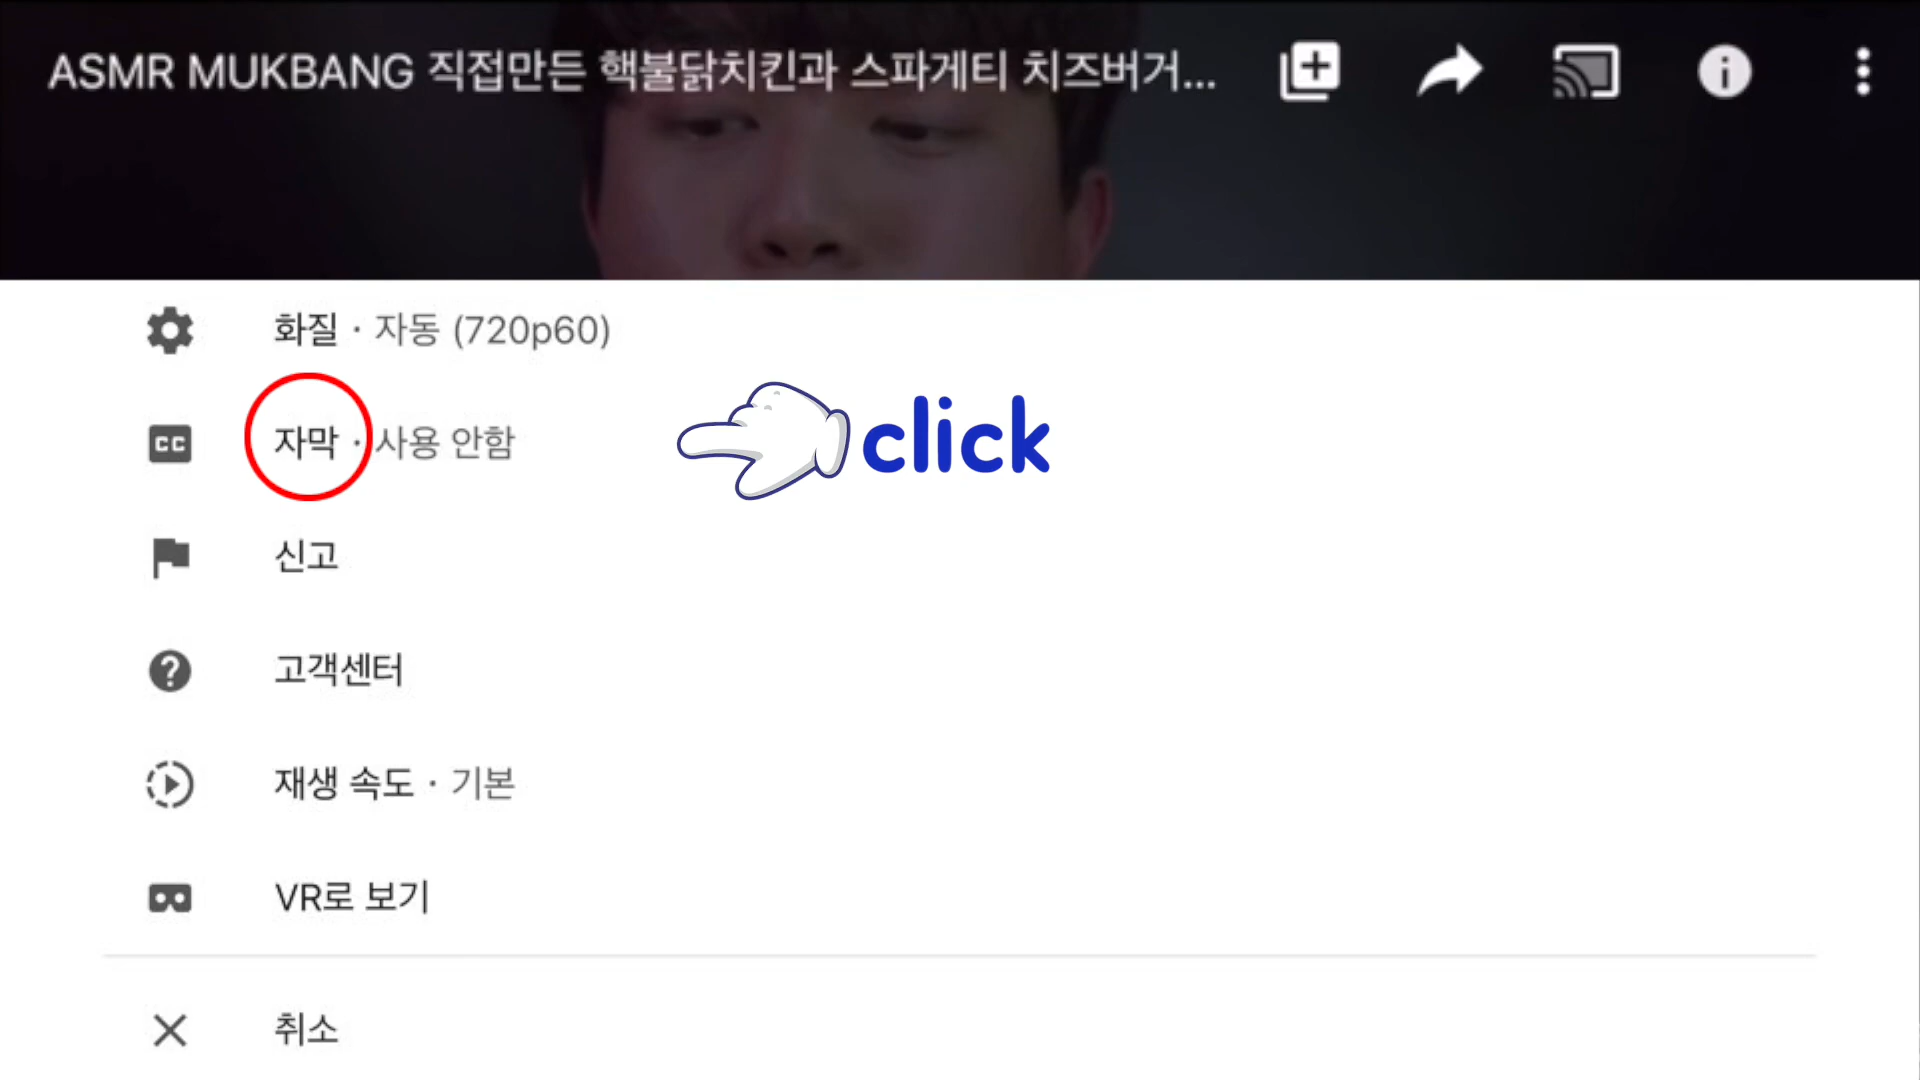 ASMR MUKBANG 직접만든 핵불닭치킨과 스파게티 치즈버거...
화질 · 자동 (720p60)
CC 자막 · 사용 안함
click
신고
고객센터
재생 속도 · 기본
VR로 보기
취소